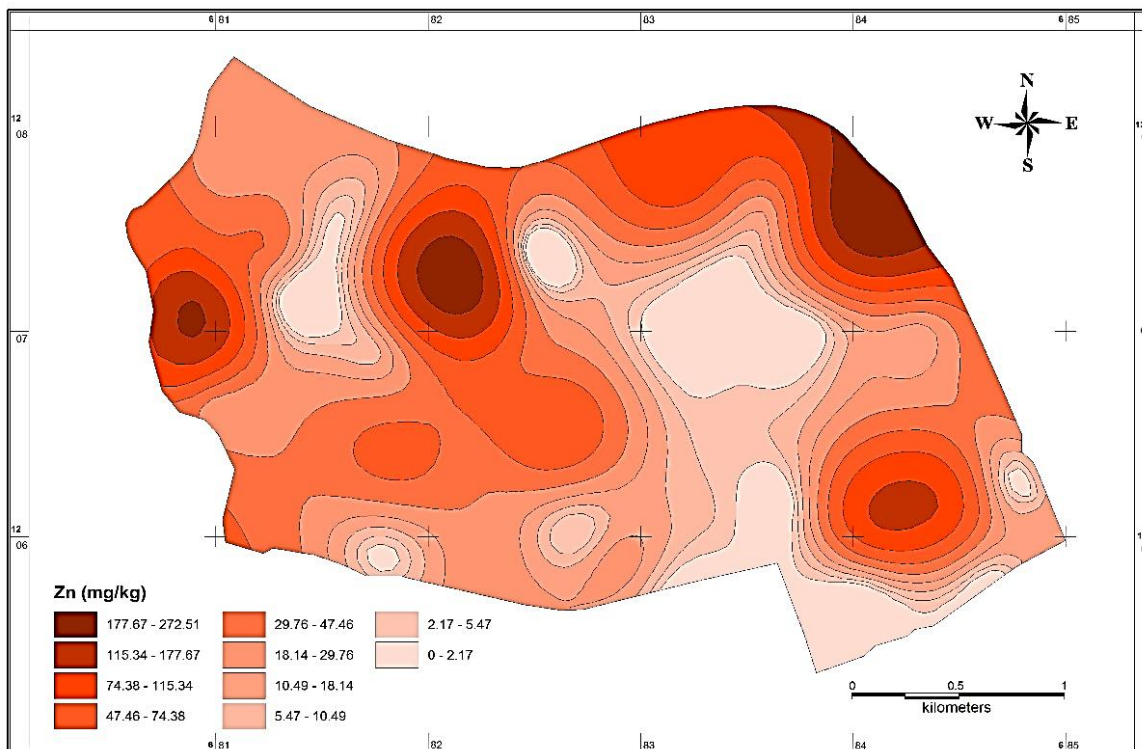 6 81 82 83 84 6 85
N
W E
S
12
08
07
12
06
Zn (mg/kg)
177.67 - 272.51
115.34 - 177.67
74.38 - 115.34
47.46 - 74.38
29.76 - 47.46
18.14 - 29.76
10.49 - 18.14
5.47 - 10.49
2.17 - 5.47
0 - 2.17
0 0.5 1
kilometers
6 81 82 83 84 6 85